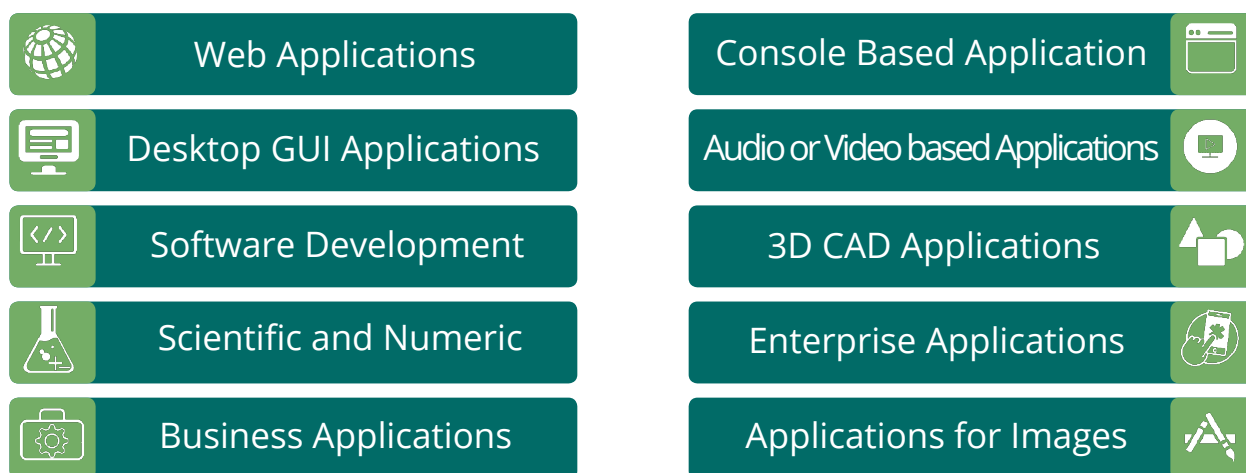 Web Applications
Desktop GUI Applications
Software Development
Scientific and Numeric
Business Applications
Console Based Application
Audio or Video based Applications
3D CAD Applications
Enterprise Applications
Applications for Images